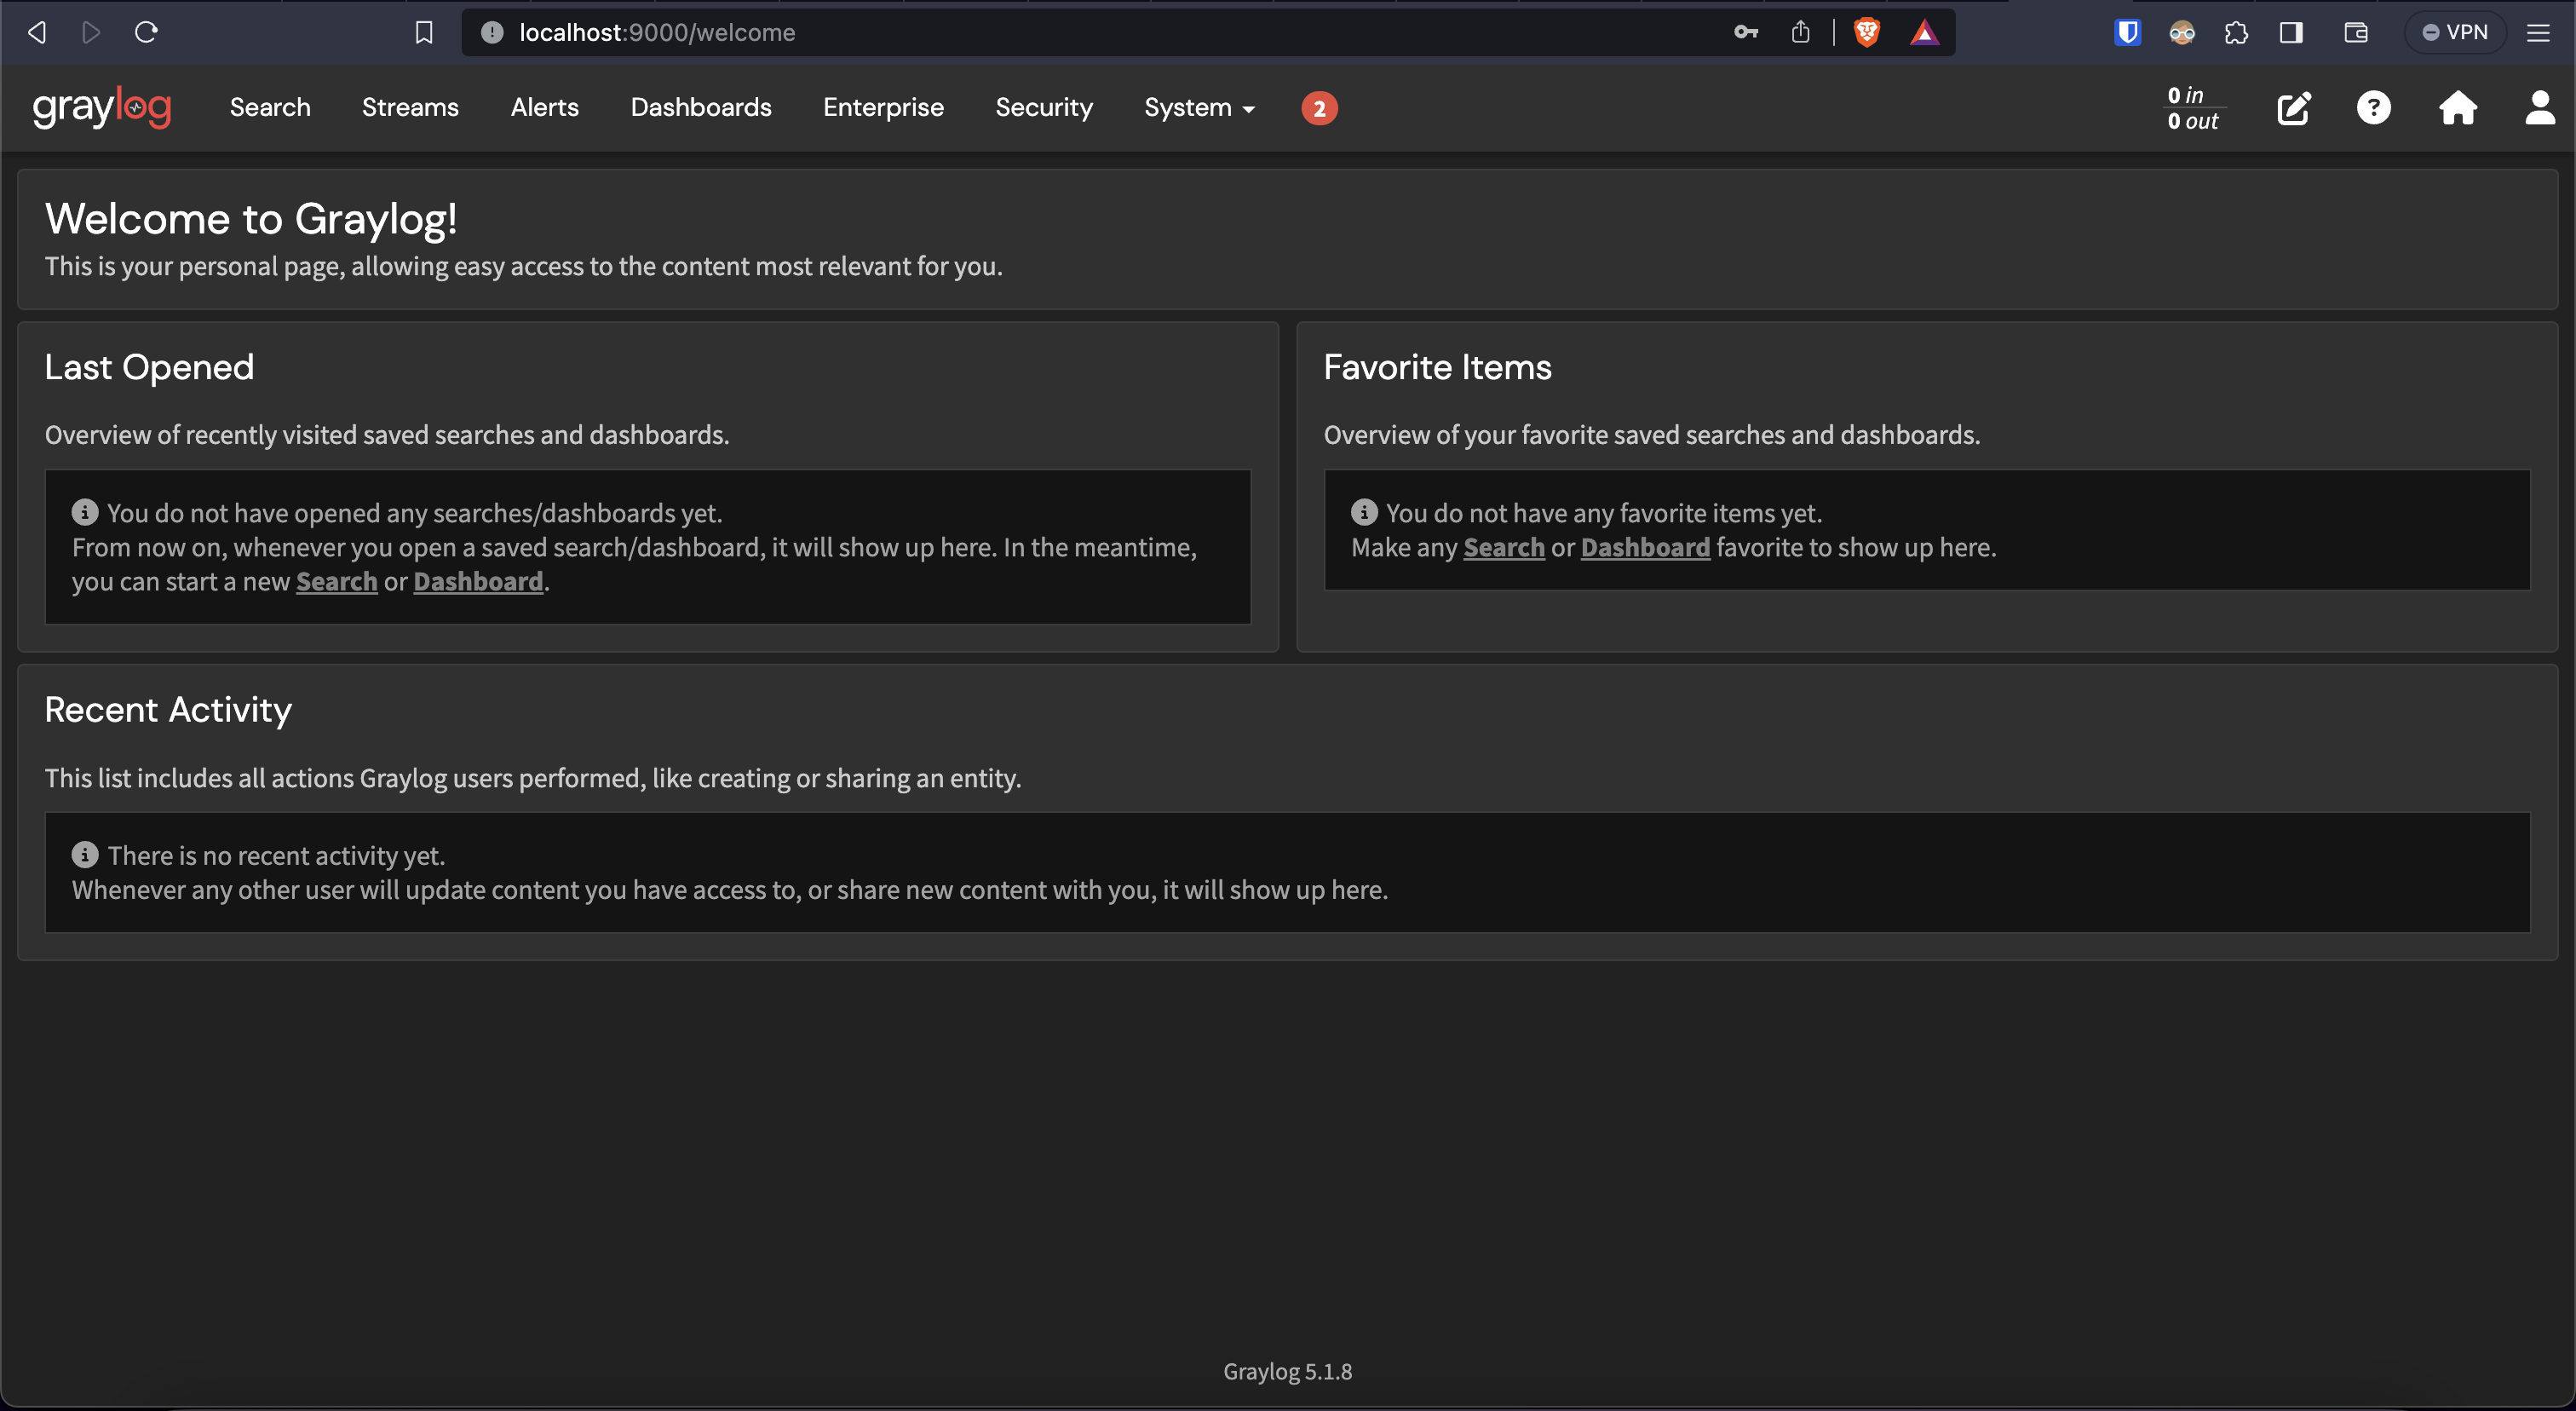 localhost:9000/welcome
VPN
graylog
Search
Streams
Alerts
Dashboards
Enterprise
Security
System
2
0 in
0 out
Welcome to Graylog!
This is your personal page, allowing easy access to the content most relevant for you.
Last Opened
Overview of recently visited saved searches and dashboards.
You do not have opened any searches/dashboards yet.
From now on, whenever you open a saved search/dashboard, it will show up here. In the meantime,
you can start a new Search or Dashboard.
Favorite Items
Overview of your favorite saved searches and dashboards.
You do not have any favorite items yet.
Make any Search or Dashboard favorite to show up here.
Recent Activity
This list includes all actions Graylog users performed, like creating or sharing an entity.
There is no recent activity yet.
Whenever any other user will update content you have access to, or share new content with you, it will show up here.
Graylog 5.1.8